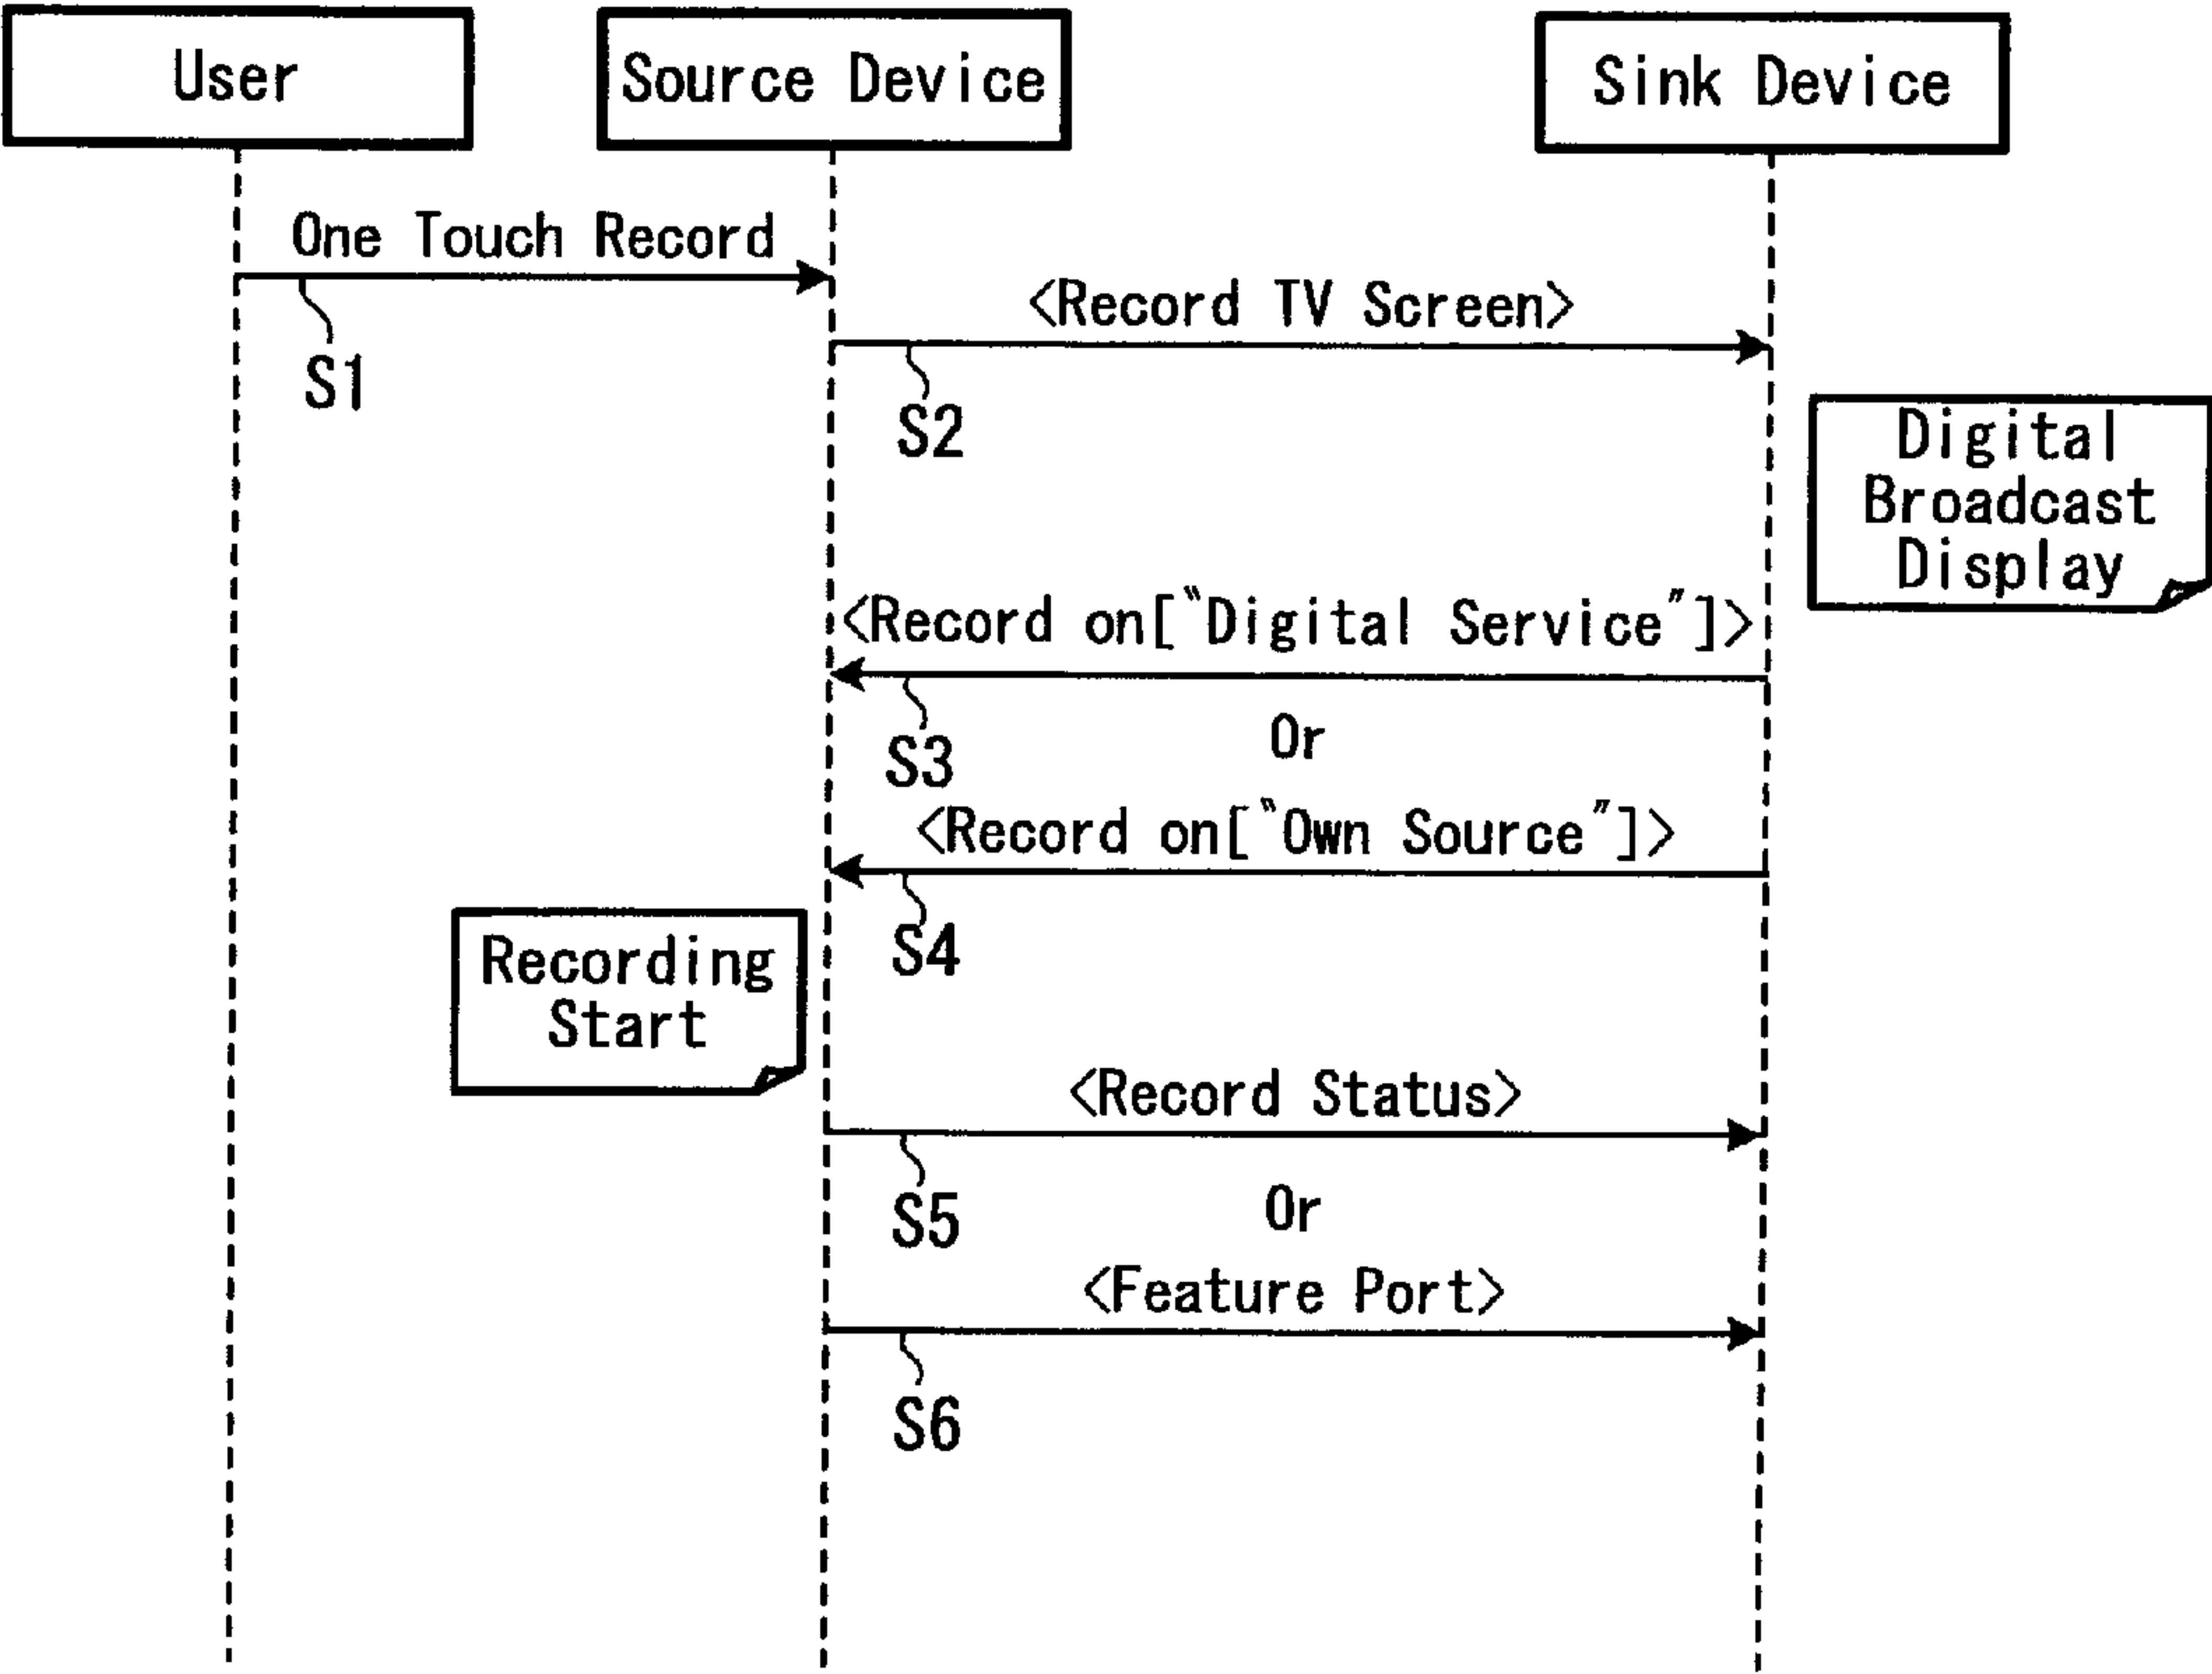 User
Source Device
Sink Device
One Touch Record
S1
<Record TV Screen>
S2
Digital
Broadcast
Display
<Record on["Digital Service"]>
S3
Or
<Record on["Own Source"]>
S4
Recording
Start
<Record Status>
S5
Or
<Feature Port>
S6